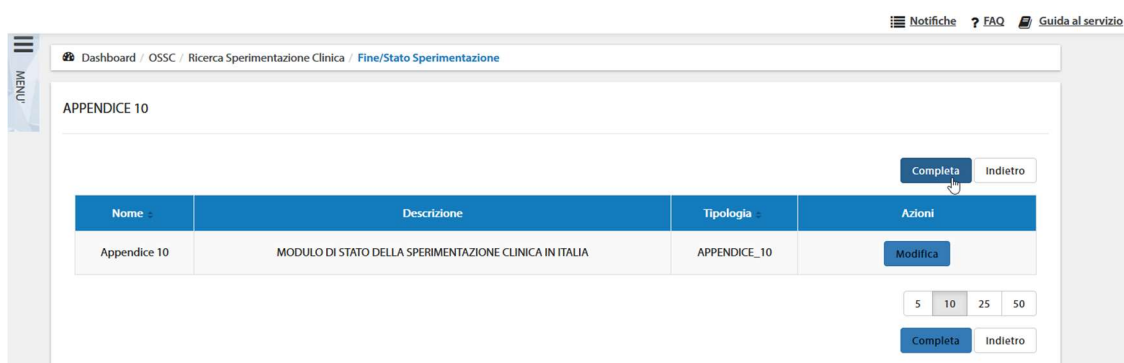 Notifiche ? FAQ Guida al servizio
MENU'
Dashboard / OSSC / Ricerca Sperimentazione Clinica / Fine/Stato Sperimentazione
APPENDICE 10
Completa Indietro
Nome Descrizione Tipologia Azioni
Appendice 10 MODULO DI STATO DELLA SPERIMENTAZIONE CLINICA IN ITALIA APPENDICE_10 Modifica
5 10 25 50
Completa Indietro